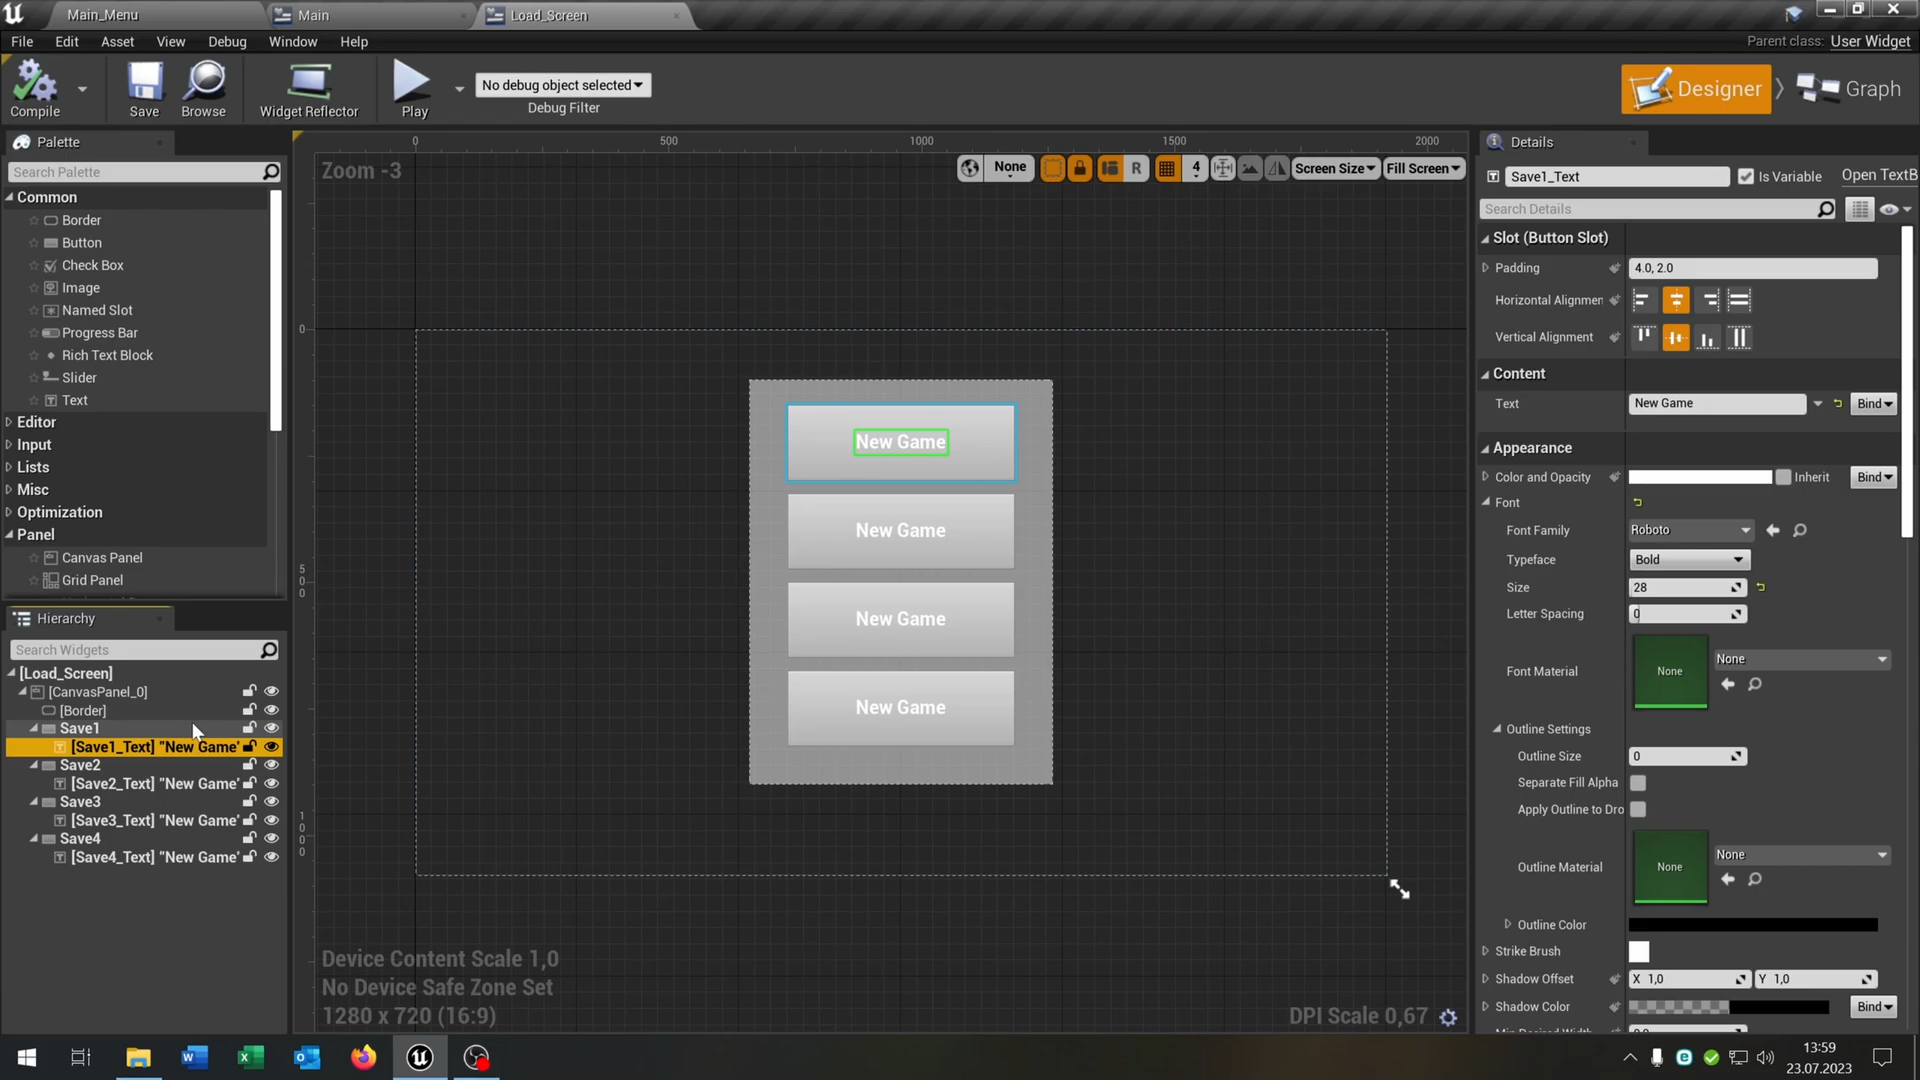 Main_Menu
Main
Load_Screen
File
Edit
Asset
View
Debug
Window
Help
Parent class: User Widget
Compile
Save
Browse
Widget Reflector
Play
No debug object selected
Debug Filter
Designer
Graph
Palette
Search Palette
Common
Border
Button
Check Box
Image
Named Slot
Progress Bar
Rich Text Block
Slider
Text
Editor
Input
Lists
Misc
Optimization
Panel
Canvas Panel
Grid Panel
Hierarchy
Search Widgets
[Load_Screen]
[CanvasPanel_0]
[Border]
Save1
[Save1_Text] "New Game"
Save2
[Save2_Text] "New Game"
Save3
[Save3_Text] "New Game"
Save4
[Save4_Text] "New Game"
0
500
1000
1500
2000
Zoom -3
None
R
4
Screen Size
Fill Screen
0
500
1000
New Game
New Game
New Game
New Game
Device Content Scale 1,0
No Device Safe Zone Set
1280 x 720 (16:9)
DPI Scale 0,67
Details
Save1_Text
Is Variable
Open TextB
Search Details
Slot (Button Slot)
Padding
4.0, 2.0
Horizontal Alignmen
Vertical Alignment
Content
Text
New Game
Bind
Appearance
Color and Opacity
Inherit
Bind
Font
Font Family
Roboto
Typeface
Bold
Size
28
Letter Spacing
0
Font Material
None
None
Outline Settings
Outline Size
0
Separate Fill Alpha
Apply Outline to Dro
Outline Material
None
None
Outline Color
Strike Brush
Shadow Offset
X 1,0
Y 1,0
Shadow Color
Bind
13:59
23.07.2023